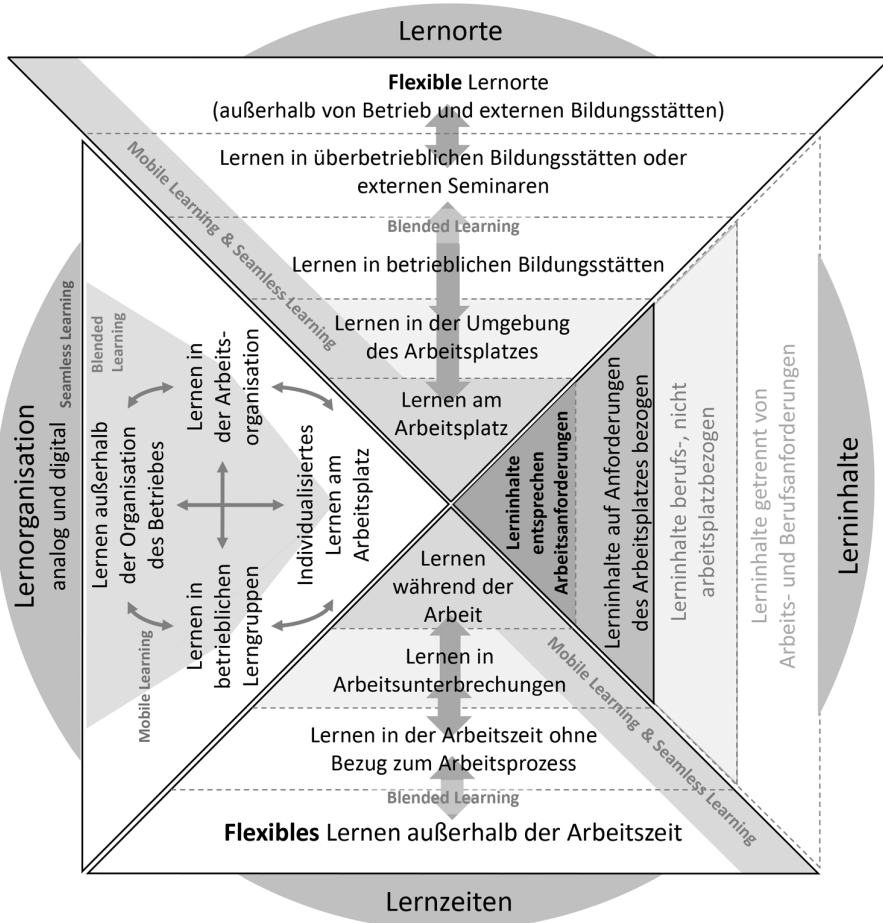 Lernorte
Flexible Lernorte
(außerhalb von Betrieb und externen Bildungsstätten)
Lernen in überbetrieblichen Bildungsstätten oder
externen Seminaren
Blended Learning
Lernen in betrieblichen Bildungsstätten
Lernen in der Umgebung
des Arbeitsplatzes
Lernen am
Arbeitsplatz
Mobile Learning & Seamless Learning
Lernorganisation
analog und digital
Seamless Learning
Blended
Learning
Mobile Learning
Lernen außerhalb
der Organisation
des Betriebes
Lernen in
der Arbeits-
organisation
Lernen in
betrieblichen
Lerngruppen
Individualisiertes
Lernen am
Arbeitsplatz
Lerninhalte
entsprechen
Arbeitsanforderungen
Lerninhalte auf Anforderungen
des Arbeitsplatzes bezogen
Lerninhalte berufs-, nicht
arbeitsplatzbezogen
Lerninhalte getrennt von
Arbeits- und Berufsanforderungen
Lerninhalte
Lernen
während der
Arbeit
Lernen in
Arbeitsunterbrechungen
Lernen in der Arbeitszeit ohne
Bezug zum Arbeitsprozess
Blended Learning
Flexibles Lernen außerhalb der Arbeitszeit
Mobile Learning & Seamless Learning
Lernzeiten